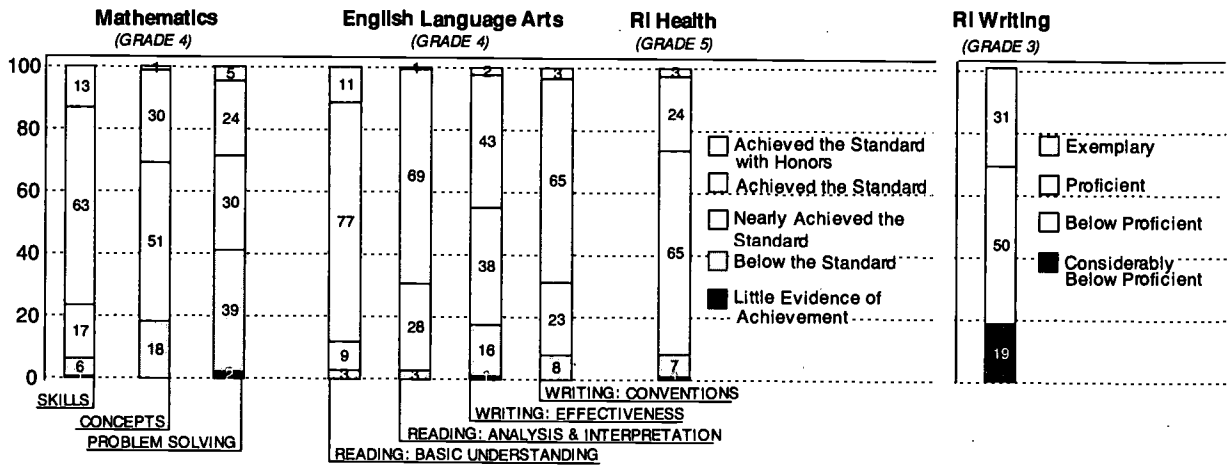 Mathematics
(GRADE 4)
English Language Arts
(GRADE 4)
RI Health
(GRADE 5)
RI Writing
(GRADE 3)
100
80
60
40
20
0
13
63
17
6
1
30
51
18
5
24
30
39
2
11
77
9
3
1
69
28
3
2
43
38
16
3
65
23
8
3
24
65
7
Achieved the Standard
with Honors
Achieved the Standard
Nearly Achieved the
Standard
Below the Standard
Little Evidence of
Achievement
31
50
19
Exemplary
Proficient
Below Proficient
Considerably
Below Proficient
SKILLS
CONCEPTS
PROBLEM SOLVING
WRITING: CONVENTIONS
WRITING: EFFECTIVENESS
READING: ANALYSIS & INTERPRETATION
READING: BASIC UNDERSTANDING